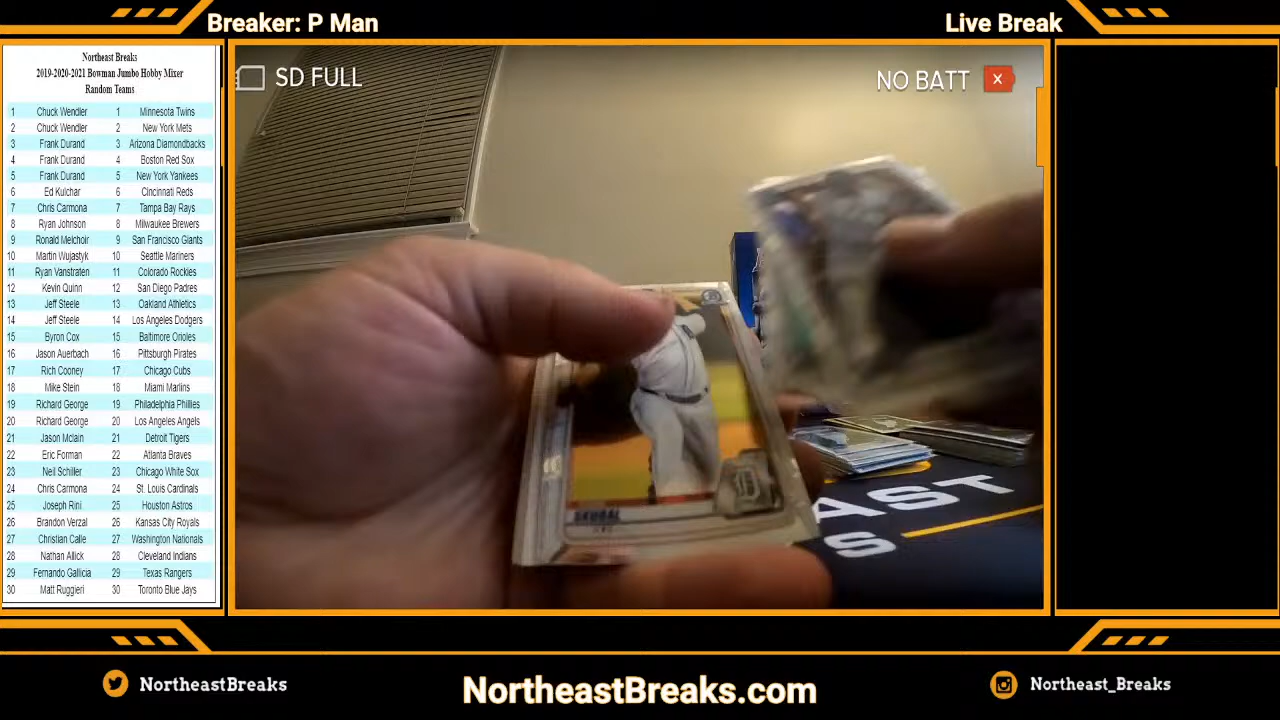 Breaker: P Man
Live Break
Northeast Breaks
2019-2020-2021 Bowman Jumbo Hobby Mixer
Random Teams
1 Chuck Wendler 1 Minnesota Twins
2 Chuck Wendler 2 New York Mets
3 Frank Durand 3 Arizona Diamondbacks
4 Frank Durand 4 Boston Red Sox
5 Frank Durand 5 New York Yankees
6 Ed Kulchar 6 Cincinnati Reds
7 Chris Carmona 7 Tampa Bay Rays
8 Ryan Johnson 8 Milwaukee Brewers
9 Ronald Melchoir 9 San Francisco Giants
10 Martin Wujastyk 10 Seattle Mariners
11 Ryan Vanstraten 11 Colorado Rockies
12 Kevin Quinn 12 San Diego Padres
13 Jeff Steele 13 Oakland Athletics
14 Jeff Steele 14 Los Angeles Dodgers
15 Byron Cox 15 Baltimore Orioles
16 Jason Auerbach 16 Pittsburgh Pirates
17 Rich Cooney 17 Chicago Cubs
18 Mike Stein 18 Miami Marlins
19 Richard George 19 Philadelphia Phillies
20 Richard George 20 Los Angeles Angels
21 Jason Mclain 21 Detroit Tigers
22 Eric Forman 22 Atlanta Braves
23 Neil Schiller 23 Chicago White Sox
24 Chris Carmona 24 St. Louis Cardinals
25 Joseph Rini 25 Houston Astros
26 Brandon Verzal 26 Kansas City Royals
27 Christian Calle 27 Washington Nationals
28 Nathan Allick 28 Cleveland Indians
29 Fernando Gallicia 29 Texas Rangers
30 Matt Ruggieri 30 Toronto Blue Jays
SD FULL
NO BATT
SKUBAL
AST
S
NortheastBreaks
NortheastBreaks.com
Northeast_Breaks